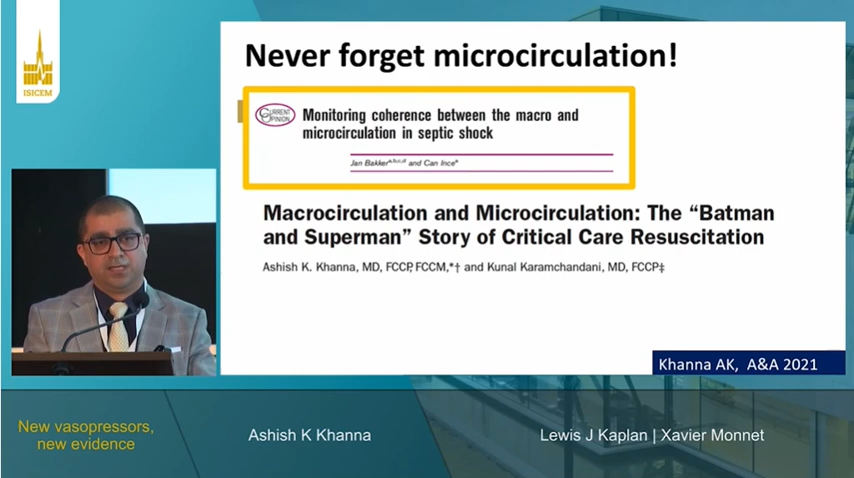 ISICEM
Never forget microcirculation!
CURRENT
OPINION
Monitoring coherence between the macro and
microcirculation in septic shock
Jan Bakker and Can Ince
Macrocirculation and Microcirculation: The “Batman
and Superman” Story of Critical Care Resuscitation
Ashish K. Khanna, MD, FCCP, FCCM,*† and Kunal Karamchandani, MD, FCCP‡
Khanna AK, A&A 2021
New vasopressors,
new evidence
Ashish K Khanna
Lewis J Kaplan | Xavier Monnet